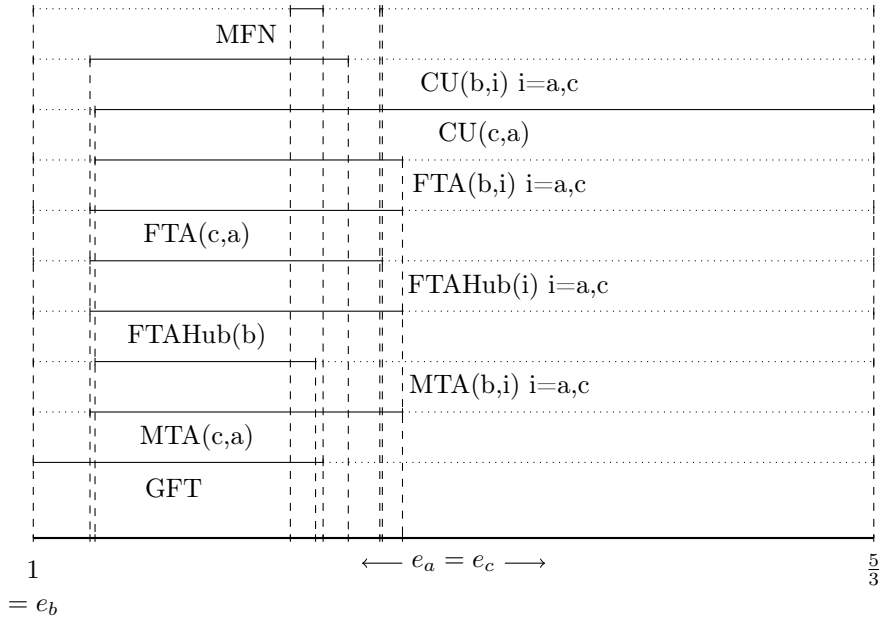 MFN
CU(b,i) i=a,c
CU(c,a)
FTA(b,i) i=a,c
FTA(c,a)
FTAHub(i) i=a,c
FTAHub(b)
MTA(b,i) i=a,c
MTA(c,a)
GFT
← e_a = e_c →
1
5/3
= e_b